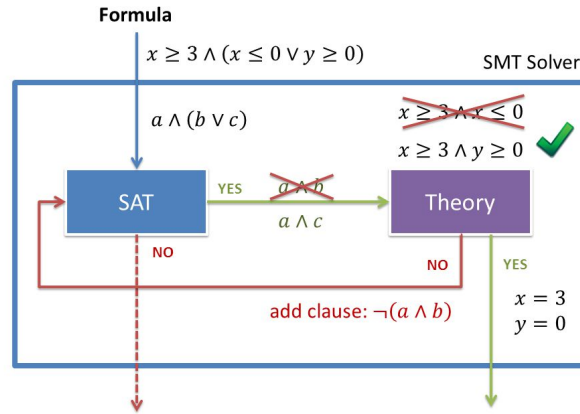 Formula
x ≥ 3 ∧ (x ≤ 0 ∨ y ≥ 0)
SMT Solver
x ≥ 3 ∧ x ≤ 0
a ∧ (b ∨ c)
x ≥ 3 ∧ y ≥ 0
SAT
YES
a ∧ b
a ∧ c
Theory
NO
NO
YES
add clause: ¬(a ∧ b)
x = 3
y = 0